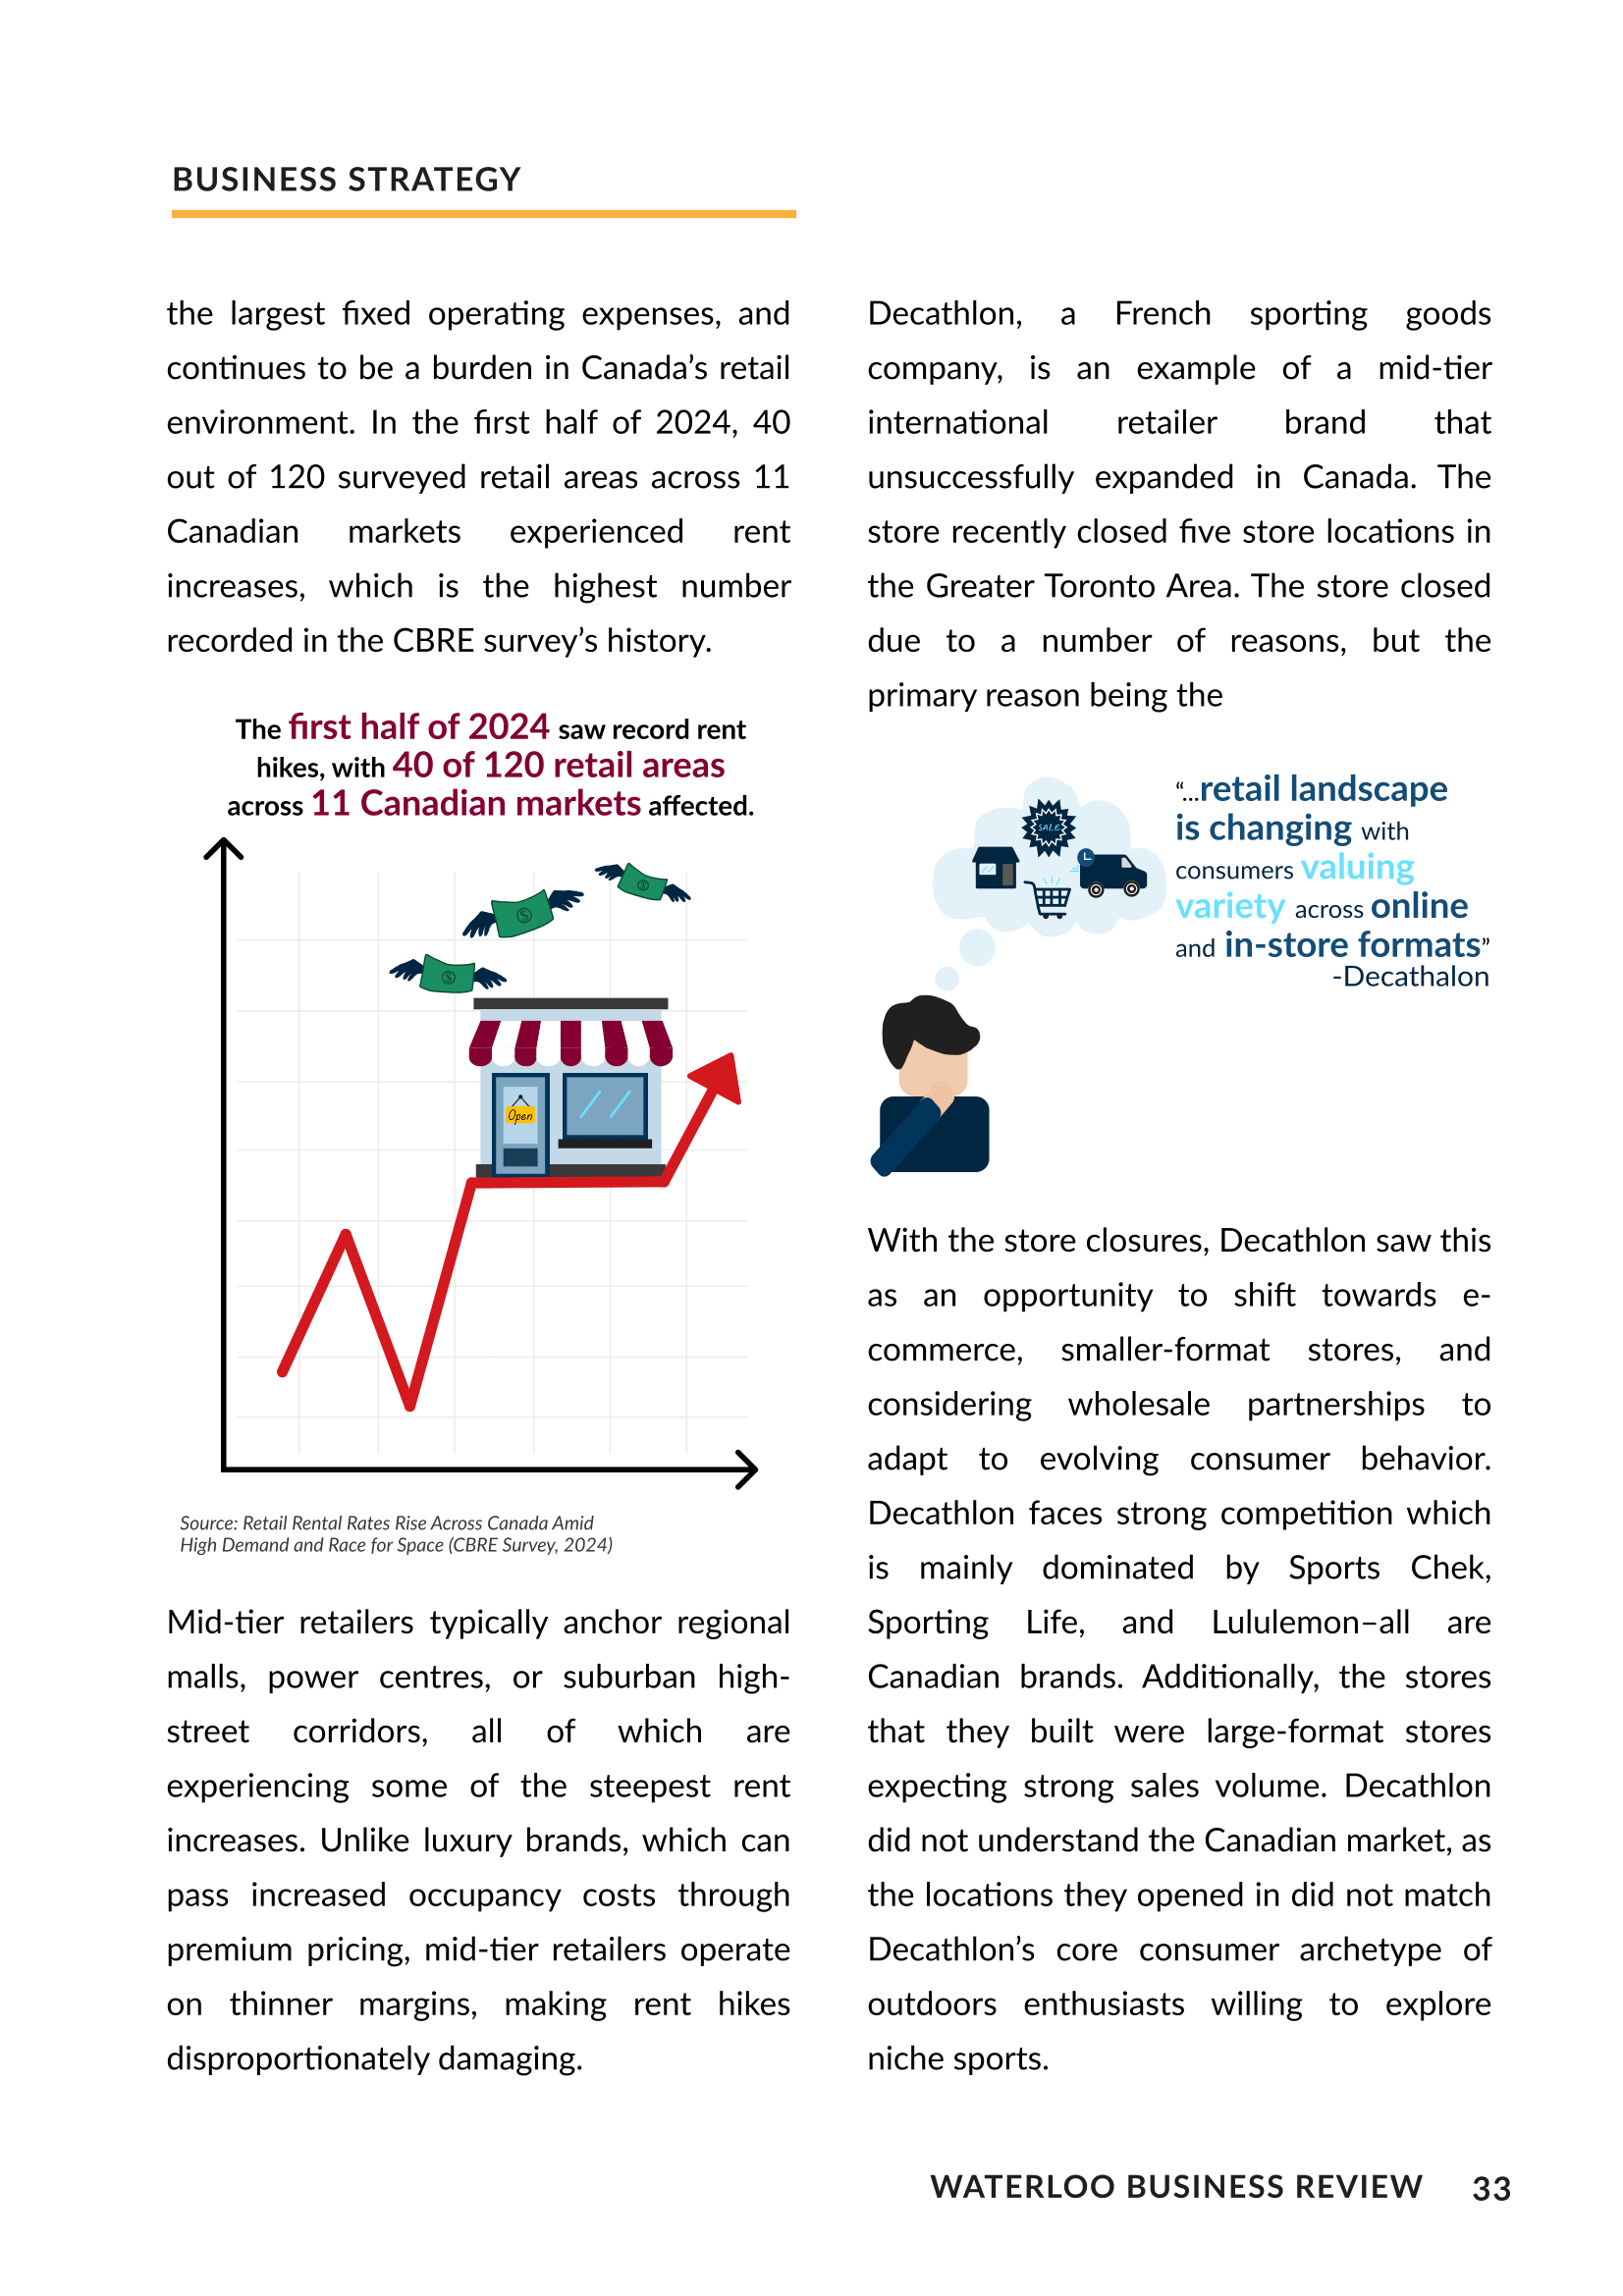 BUSINESS STRATEGY
the largest fixed operating expenses, and
continues to be a burden in Canada’s retail
environment. In the first half of 2024, 40
out of 120 surveyed retail areas across 11
Canadian markets experienced rent
increases, which is the highest number
recorded in the CBRE survey’s history.
The first half of 2024 saw record rent
hikes, with 40 of 120 retail areas
across 11 Canadian markets affected.
Open
Source: Retail Rental Rates Rise Across Canada Amid
High Demand and Race for Space (CBRE Survey, 2024)
Mid-tier retailers typically anchor regional
malls, power centres, or suburban high-
street corridors, all of which are
experiencing some of the steepest rent
increases. Unlike luxury brands, which can
pass increased occupancy costs through
premium pricing, mid-tier retailers operate
on thinner margins, making rent hikes
disproportionately damaging.
Decathlon, a French sporting goods
company, is an example of a mid-tier
international retailer brand that
unsuccessfully expanded in Canada. The
store recently closed five store locations in
the Greater Toronto Area. The store closed
due to a number of reasons, but the
primary reason being the
SALE
“...retail landscape
is changing with
consumers valuing
variety across online
and in-store formats”
-Decathalon
With the store closures, Decathlon saw this
as an opportunity to shift towards e-
commerce, smaller-format stores, and
considering wholesale partnerships to
adapt to evolving consumer behavior.
Decathlon faces strong competition which
is mainly dominated by Sports Chek,
Sporting Life, and Lululemon–all are
Canadian brands. Additionally, the stores
that they built were large-format stores
expecting strong sales volume. Decathlon
did not understand the Canadian market, as
the locations they opened in did not match
Decathlon’s core consumer archetype of
outdoors enthusiasts willing to explore
niche sports.
WATERLOO BUSINESS REVIEW 33